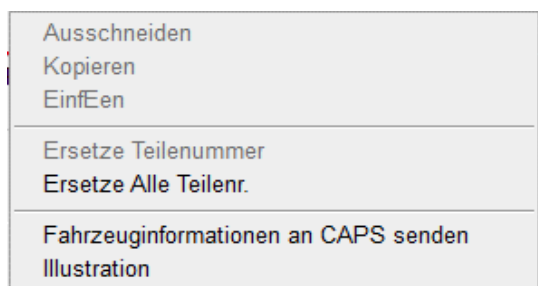 Ausschneiden
Kopieren
EinfEen
Ersetze Teilenummer
Ersetze Alle Teilenr.
Fahrzeuginformationen an CAPS senden
Illustration